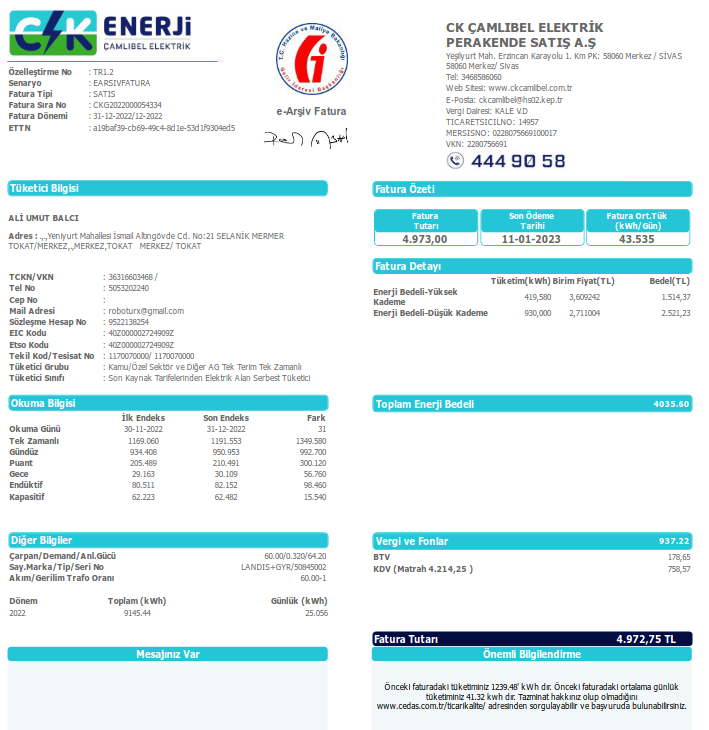 CK ENERJi
ÇAMLIBEL ELEKTRİK
Özelleştirme No : TR1.2
Senaryo : EARSIVFATURA
Fatura Tipi : SATIS
Fatura Sıra No : CKG2022000054334
Fatura Dönemi : 31-12-2022/12-2022
ETTN : a19baf39-cb69-49c4-8d1e-53d1f9304ed5
T.C. Hazine ve Maliye Bakanlığı
Gelir İdaresi Başkanlığı
e-Arşiv Fatura
CK ÇAMLIBEL ELEKTRİK
PERAKENDE SATIŞ A.Ş
Yeşilyurt Mah. Erzincan Karayolu 1. Km PK: 58060 Merkez / SİVAS
58060 Merkez/ Sivas
Tel: 3468586060
Web Sitesi: www.ckcamlibel.com.tr
E-Posta: ckcamlibel@hs02.kep.tr
Vergi Dairesi: KALE V.D
TICARETSICILNO: 14957
MERSISNO: 0228075669100017
VKN: 2280756691
444 90 58
Tüketici Bilgisi
ALİ UMUT BALCI
Adres : .,,,Yeniyurt Mahallesi İsmail Altıngövde Cd. No:21 SELANİK MERMER
TOKAT/MERKEZ,,,MERKEZ,TOKAT MERKEZ/ TOKAT
TCKN/VKN : 36316603468 /
Tel No : 5053202240
Cep No :
Mail Adresi : roboturx@gmail.com
Sözleşme Hesap No : 9522138254
EIC Kodu : 40Z000002724909Z
Etso Kodu : 40Z000002724909Z
Tekil Kod/Tesisat No : 1170070000/ 1170070000
Tüketici Grubu : Kamu/Özel Sektör ve Diğer AG Tek Terim Tek Zamanlı
Tüketici Sınıfı : Son Kaynak Tarifelerinden Elektrik Alan Serbest Tüketici
Fatura Özeti
Fatura Tutarı Son Ödeme Tarihi Fatura Ort.Tük (kWh/Gün)
4.973,00 11-01-2023 43.535
Fatura Detayı
Tüketim(kWh) Birim Fiyat(TL) Bedel(TL)
Enerji Bedeli-Yüksek Kademe 419,580 3,609242 1.514,37
Enerji Bedeli-Düşük Kademe 930,000 2,711004 2.521,23
Okuma Bilgisi
İlk Endeks Son Endeks Fark
Okuma Günü 30-11-2022 31-12-2022 31
Tek Zamanlı 1169.060 1191.553 1349.580
Gündüz 934.408 950.953 992.700
Puant 205.489 210.491 300.120
Gece 29.163 30.109 56.760
Endüktif 80.511 82.152 98.460
Kapasitif 62.223 62.482 15.540
Toplam Enerji Bedeli 4035.60
Diğer Bilgiler
Çarpan/Demand/Anl.Gücü 60.00/0.320/64.20
Say.Marka/Tip/Seri No LANDIS+GYR/50845002
Akım/Gerilim Trafo Oranı 60.00-1
Dönem Toplam (kWh) Günlük (kWh)
2022 9145.44 25.056
Vergi ve Fonlar 937.22
BTV 178,65
KDV (Matrah 4.214,25 ) 758,57
Fatura Tutarı 4.972,75 TL
Mesajınız Var
Önemli Bilgilendirme
Önceki faturadaki tüketiminiz 1239.48' kWh dır. Önceki faturadaki ortalama günlük
tüketiminiz 41.32 kwh dır. Tazminat hakkınız olup olmadığını
www.cedas.com.tr/ticarikalite/ adresinden sorgulayabilir ve başvuruda bulunabilirsiniz.